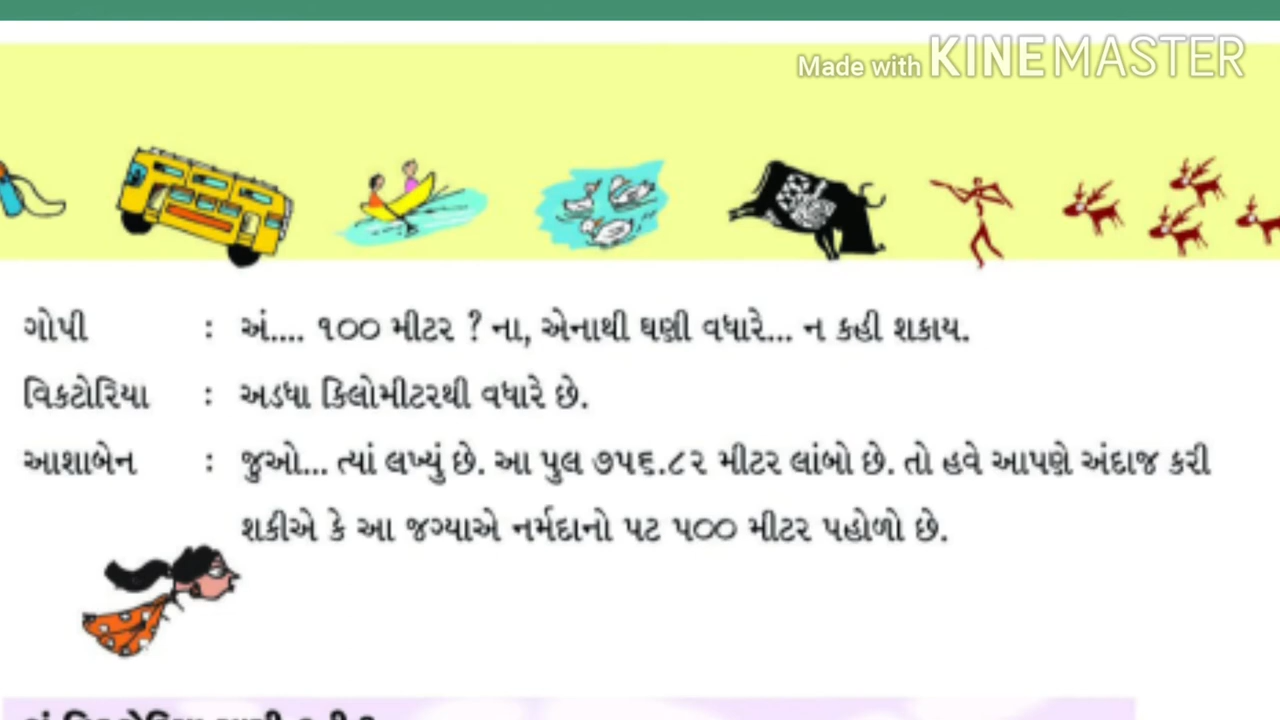 Made with KINEMASTER
ગોપી : અં.... ૧૦૦ મીટર ? ના, એનાથી ઘણી વધારે... ન કહી શકાય.
વિકટોરિયા : અડધા કિલોમીટરથી વધારે છે.
આશાબેન : જુઓ... ત્યાં લખ્યું છે. આ પુલ ૭૫૬.૮૨ મીટર લાંબો છે. તો હવે આપણે અંદાજ કરી
શકીએ કે આ જગ્યાએ નર્મદાનો પટ ૫૦૦ મીટર પહોળો છે.